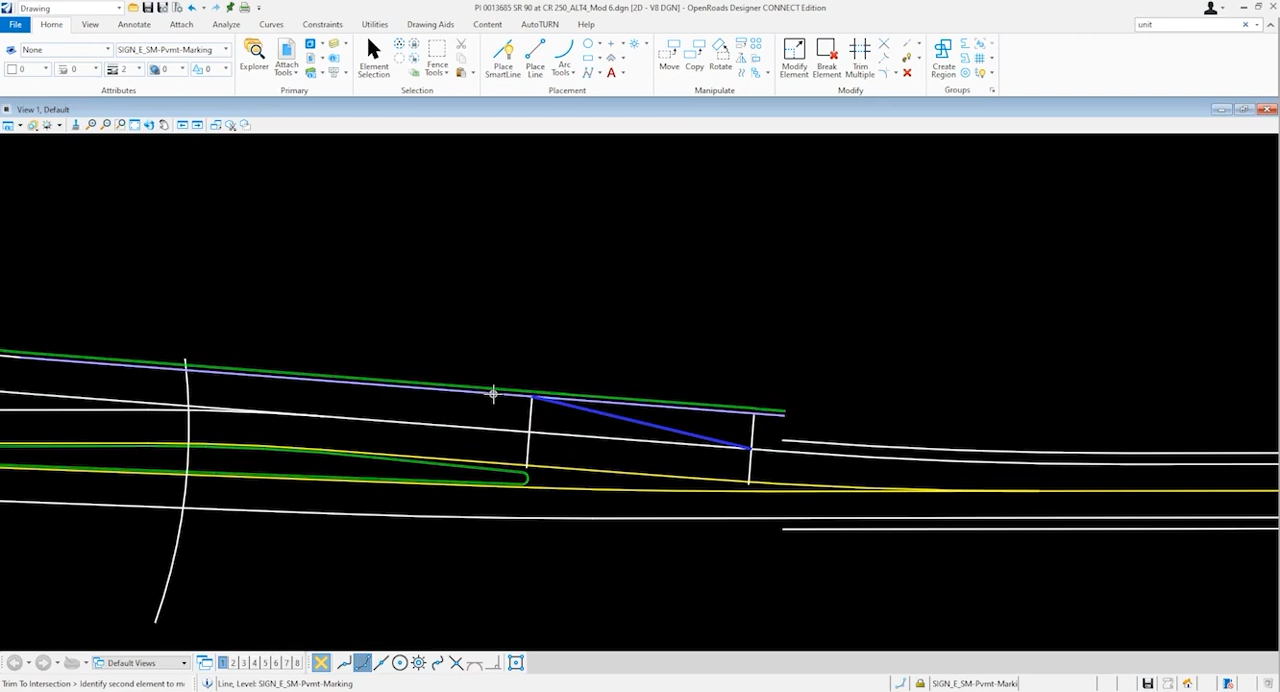 Drawing
PI 0013685 SR 90 at CR 250_ALT4_Mod 6.dgn [2D - V8 DGN] - OpenRoads Designer CONNECT Edition
File Home View Annotate Attach Analyze Curves Constraints Utilities Drawing Aids Content AutoTURN Help
unit
None SIGN_E_SM-Pvmt-Marking
0 0 2 0 0
Explorer Attach Tools Element Selection Fence Tools Place SmartLine Place Line Arc Tools Move Copy Rotate Modify Element Break Element Trim Multiple Create Region
Attributes Primary Selection Placement Manipulate Modify Groups
View 1, Default
Default Views 1 2 3 4 5 6 7 8
Trim To Intersection > Identify second element to m Line, Level: SIGN_E_SM-Pvmt-Marking SIGN_E_SM-Pvmt-Marki